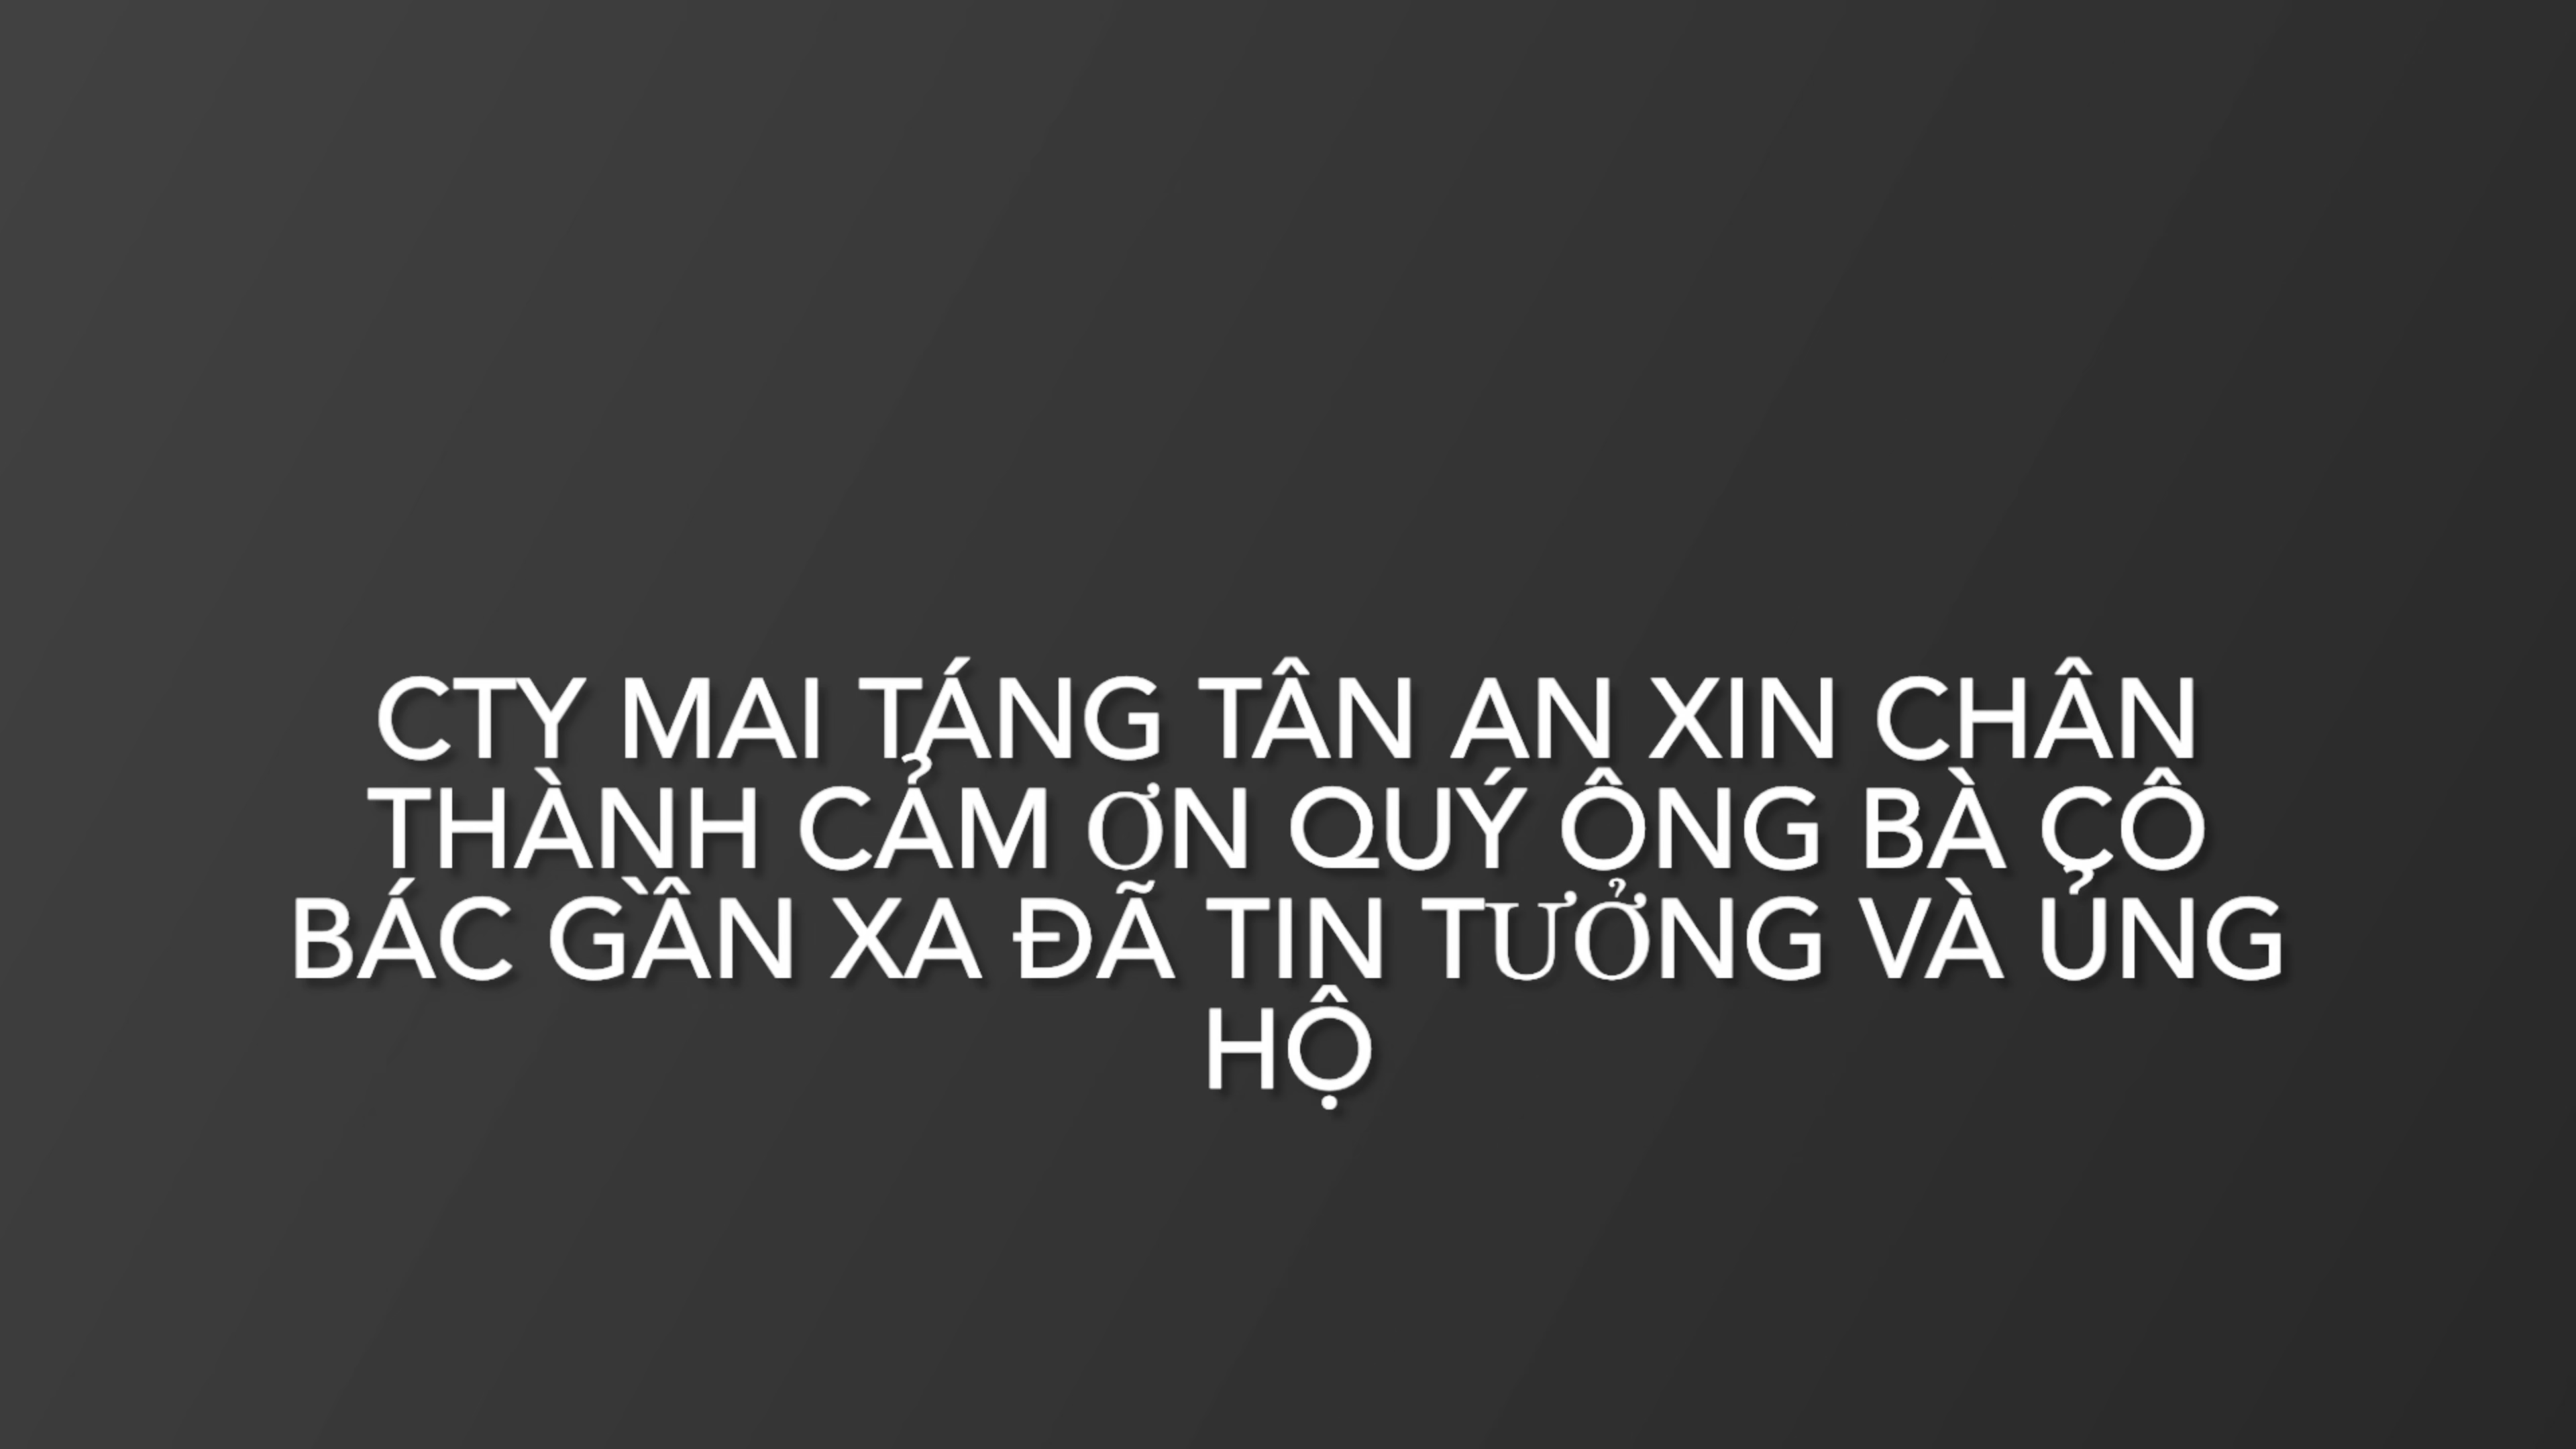 CTY MAI TÁNG TÂN AN XIN CHÂN
THÀNH CẢM ƠN QUÝ ÔNG BÀ CÔ
BÁC GẦN XA ĐÃ TIN TƯỞNG VÀ ỦNG
HỘ